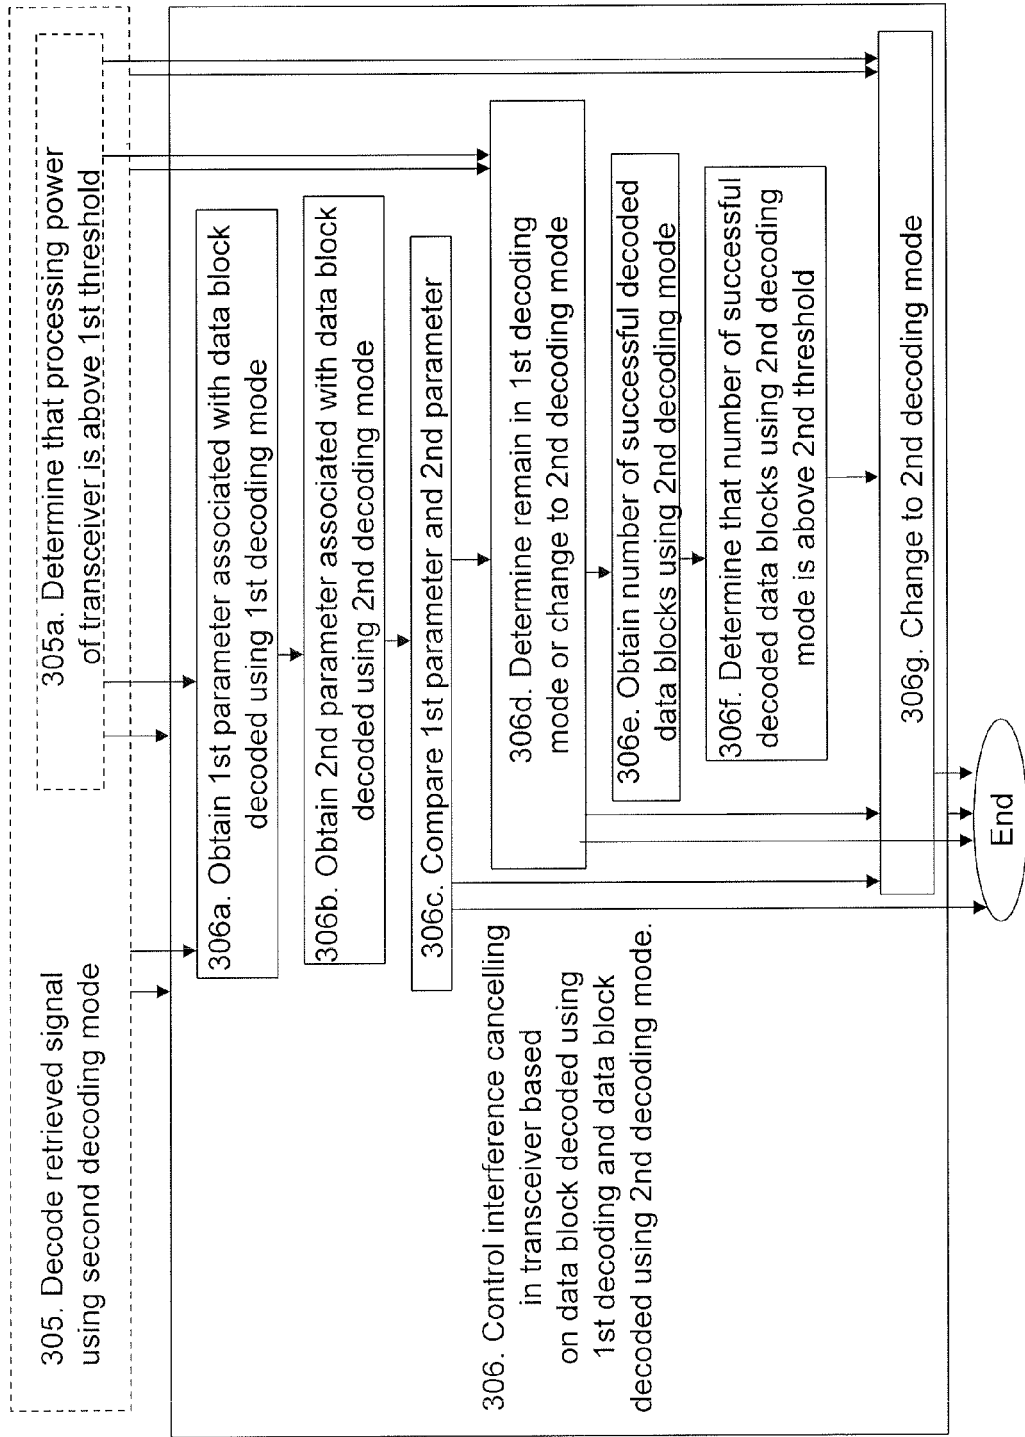 305. Decode retrieved signal
using second decoding mode
305a. Determine that processing power
of transceiver is above 1st threshold
306. Control interference cancelling
in transceiver based
on data block decoded using
1st decoding and data block
decoded using 2nd decoding mode.
306a. Obtain 1st parameter associated with data block
decoded using 1st decoding mode
306b. Obtain 2nd parameter associated with data block
decoded using 2nd decoding mode
306c. Compare 1st parameter and 2nd parameter
306d. Determine remain in 1st decoding
mode or change to 2nd decoding mode
306e. Obtain number of successful decoded
data blocks using 2nd decoding mode
306f. Determine that number of successful
decoded data blocks using 2nd decoding
mode is above 2nd threshold
306g. Change to 2nd decoding mode
End